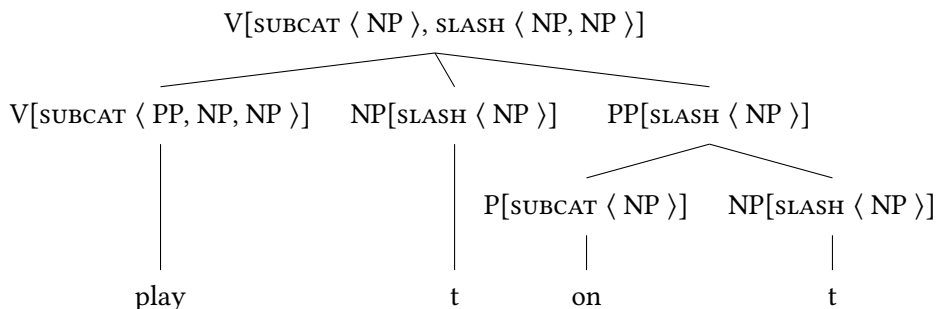 V[SUBCAT ⟨ NP ⟩, SLASH ⟨ NP, NP ⟩]
V[SUBCAT ⟨ PP, NP, NP ⟩] NP[SLASH ⟨ NP ⟩] PP[SLASH ⟨ NP ⟩]
P[SUBCAT ⟨ NP ⟩] NP[SLASH ⟨ NP ⟩]
play t on t